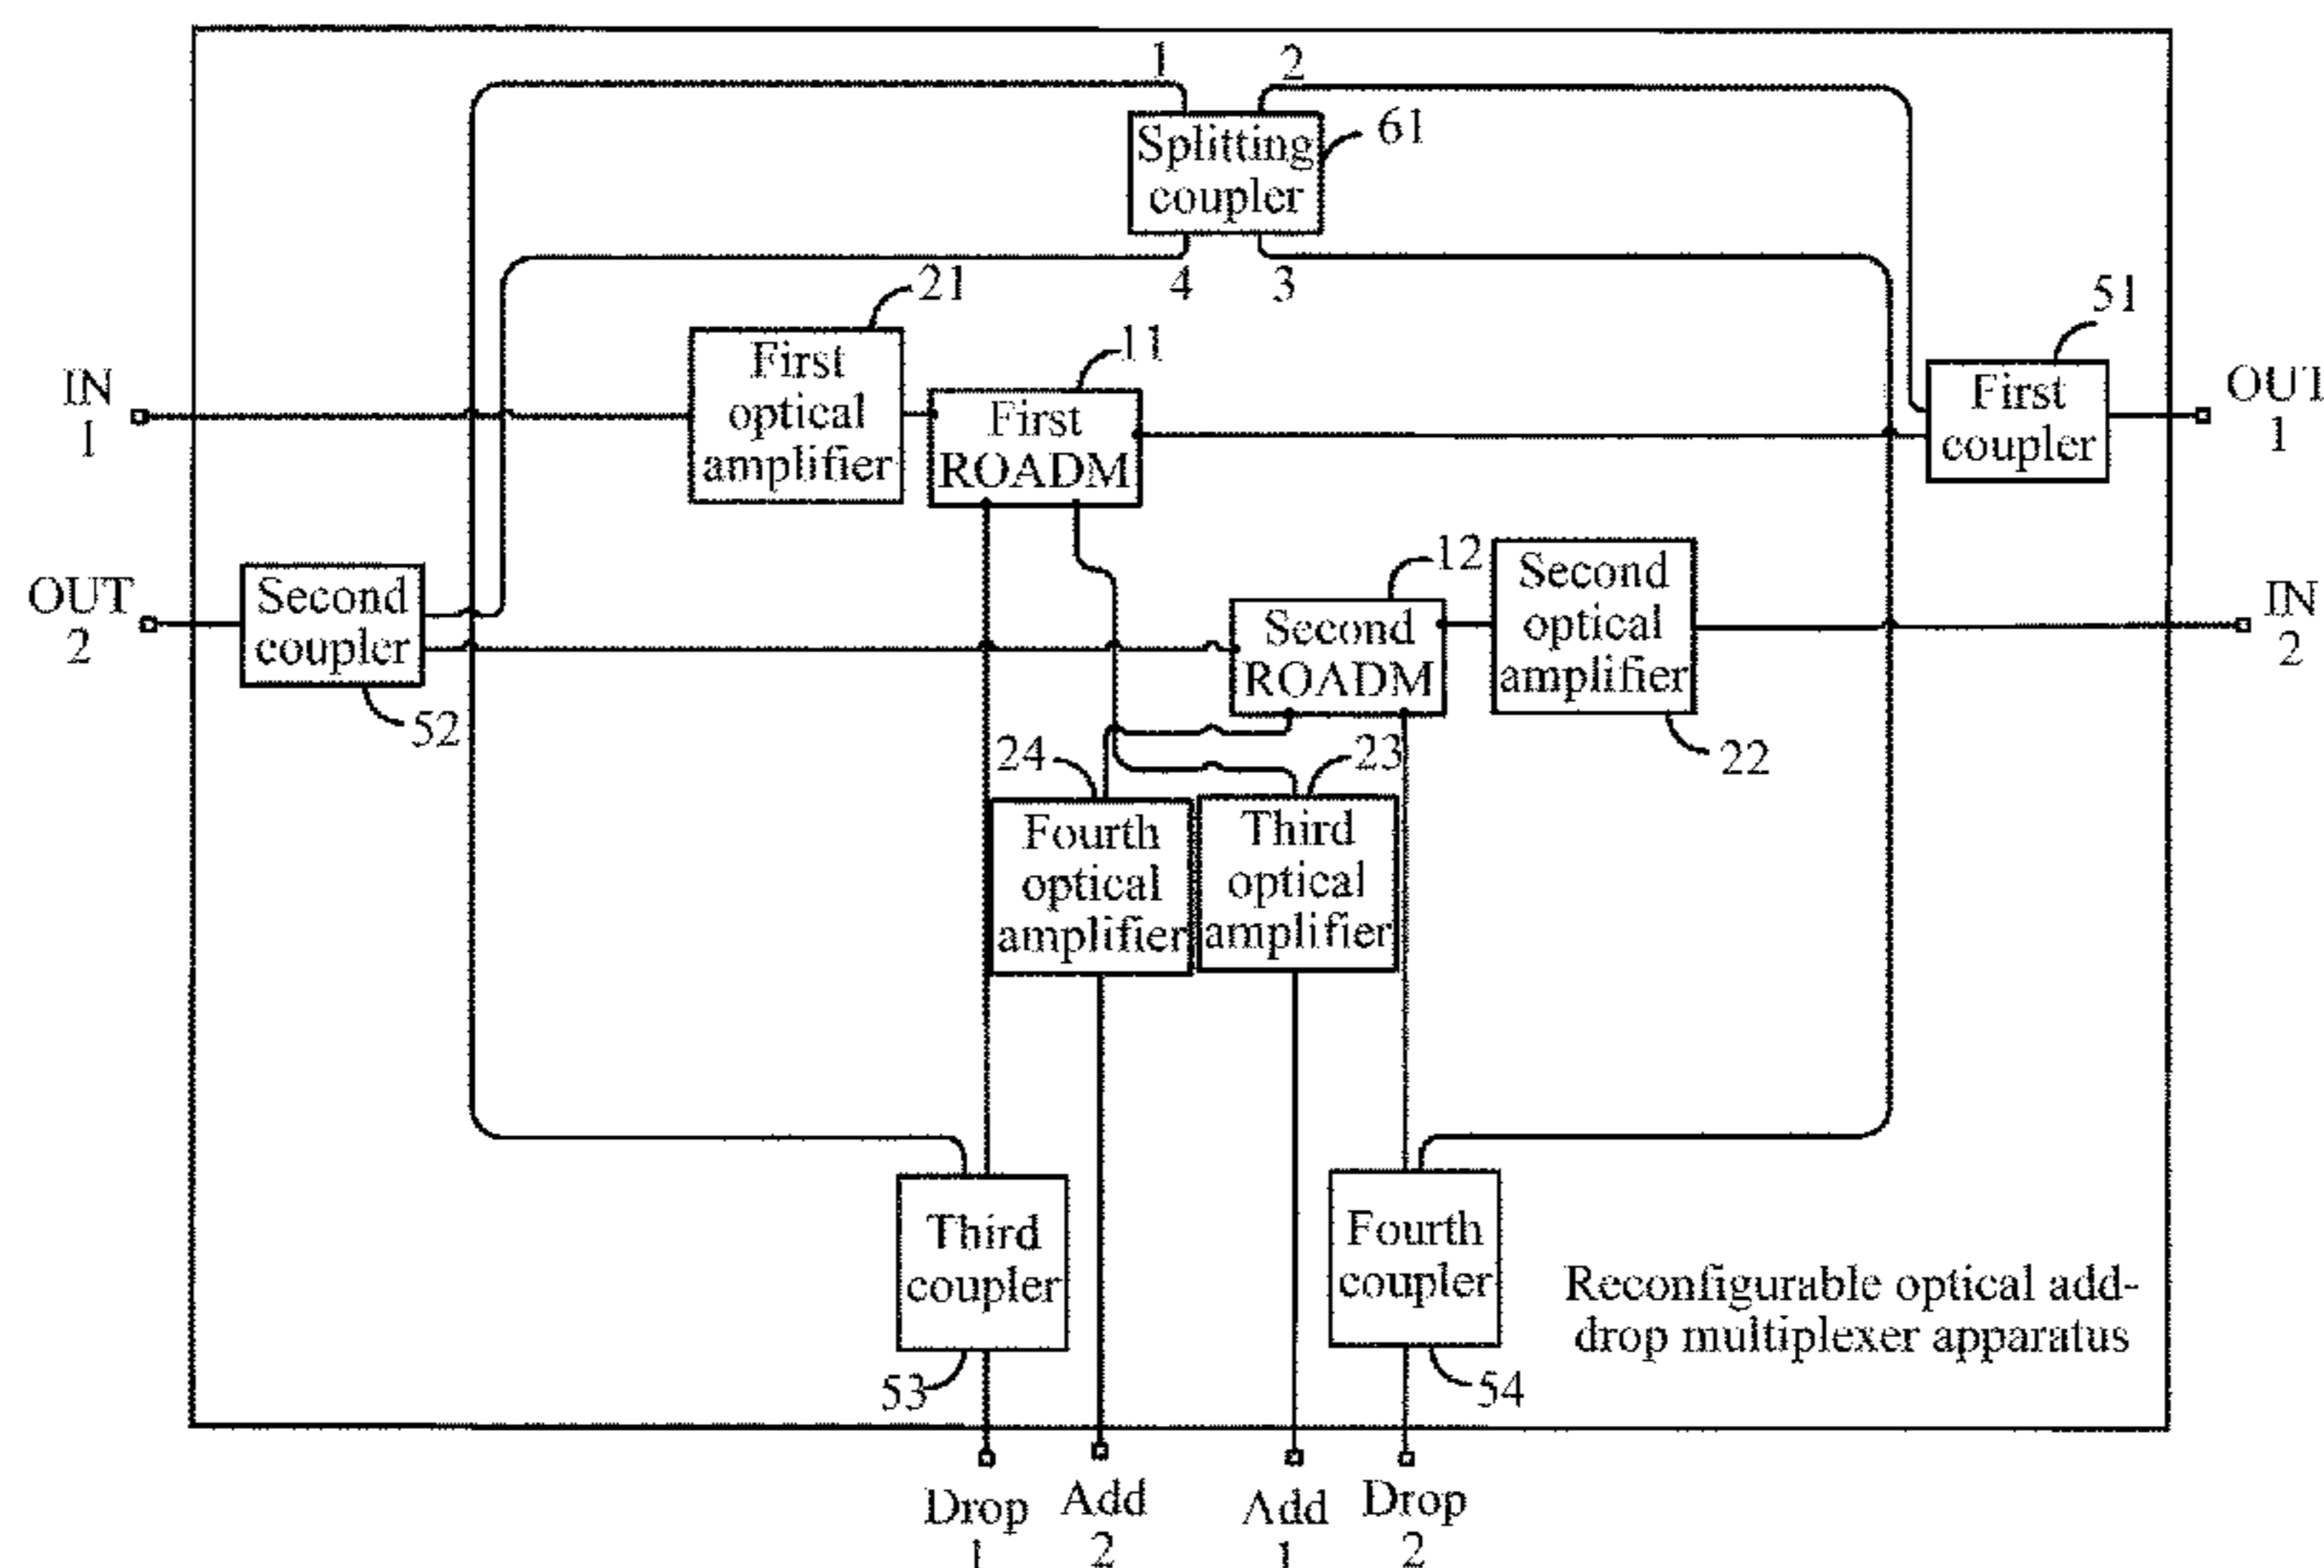 1
2
Splitting
coupler
61
4
3
21
11
51
IN
1
First
optical
amplifier
First
ROADM
First
coupler
OUT
1
12
OUT
2
Second
coupler
Second
ROADM
Second
optical
amplifier
IN
2
52
24
23
22
Fourth
optical
amplifier
Third
optical
amplifier
Third
coupler
Fourth
coupler
Reconfigurable optical add-
drop multiplexer apparatus
53
54
Drop
1
Add
2
Add
1
Drop
2